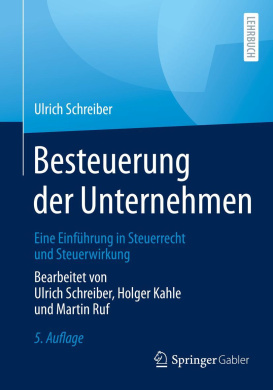 LEHRBUCH
Ulrich Schreiber
Besteuerung
der Unternehmen
Eine Einführung in Steuerrecht
und Steuerwirkung
Bearbeitet von
Ulrich Schreiber, Holger Kahle
und Martin Ruf
5. Auflage
Springer Gabler